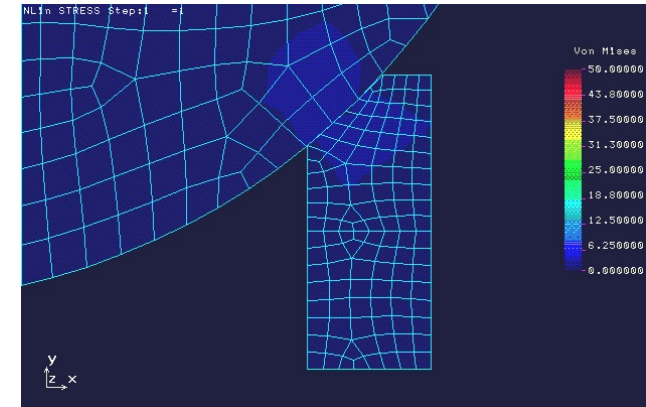 NLin STRESS Step:1 =1
Von Mises
50.00000
43.80000
37.50000
31.30000
25.00000
18.80000
12.50000
6.250000
0.000000
y
z x